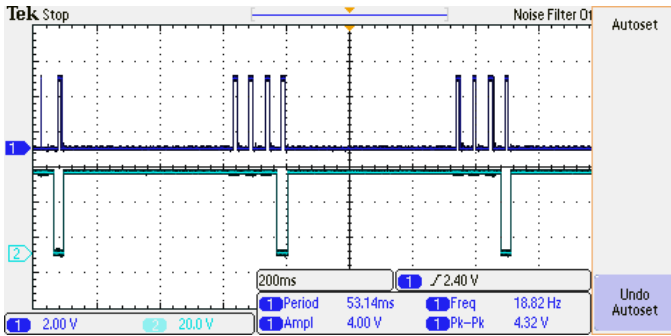 Tek Stop Noise Filter Of
Autoset
1
2
200ms 1 2.40 V
1 Period 53.14ms 1 Freq 18.82 Hz
1 Ampl 4.00 V 1 Pk-Pk 4.32 V
1 2.00 V 2 20.0 V
Undo
Autoset